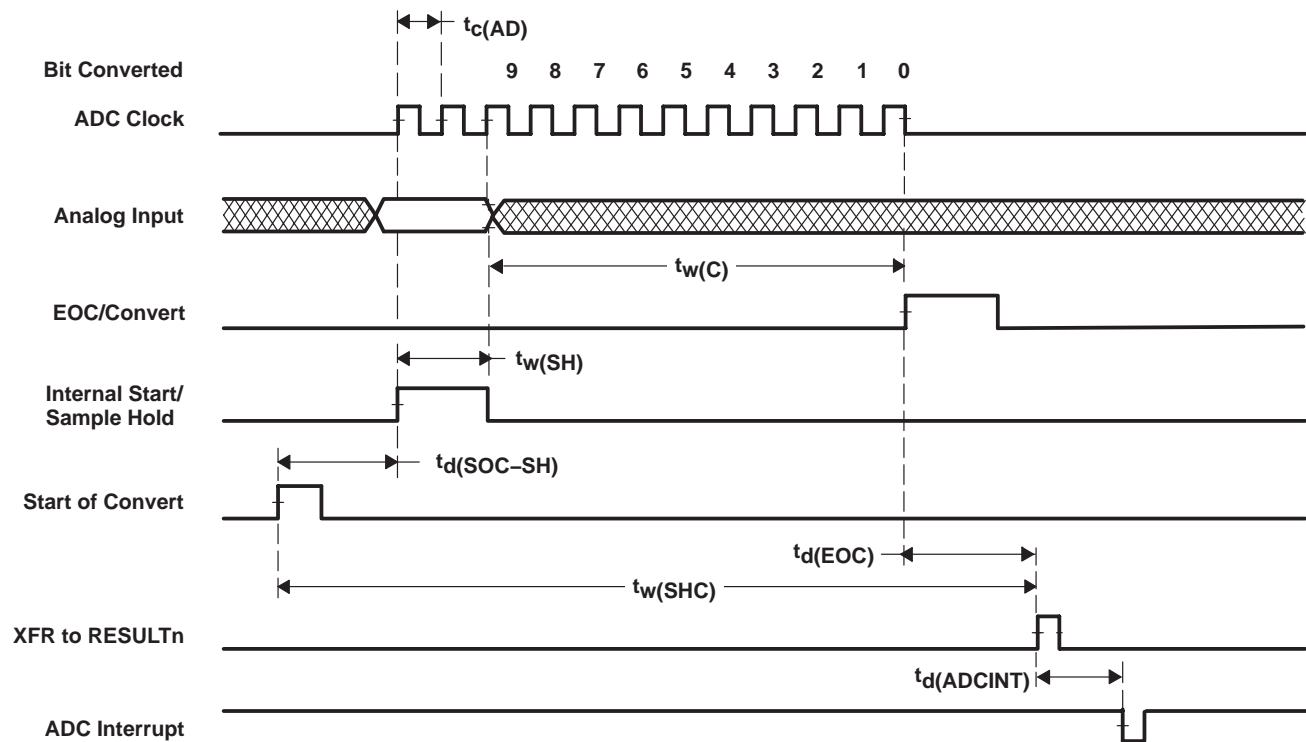 tc(AD)
Bit Converted 9 8 7 6 5 4 3 2 1 0
ADC Clock
Analog Input
tw(C)
EOC/Convert
tw(SH)
Internal Start/
Sample Hold
td(SOC–SH)
Start of Convert
td(EOC)
tw(SHC)
XFR to RESULTn
td(ADCINT)
ADC Interrupt